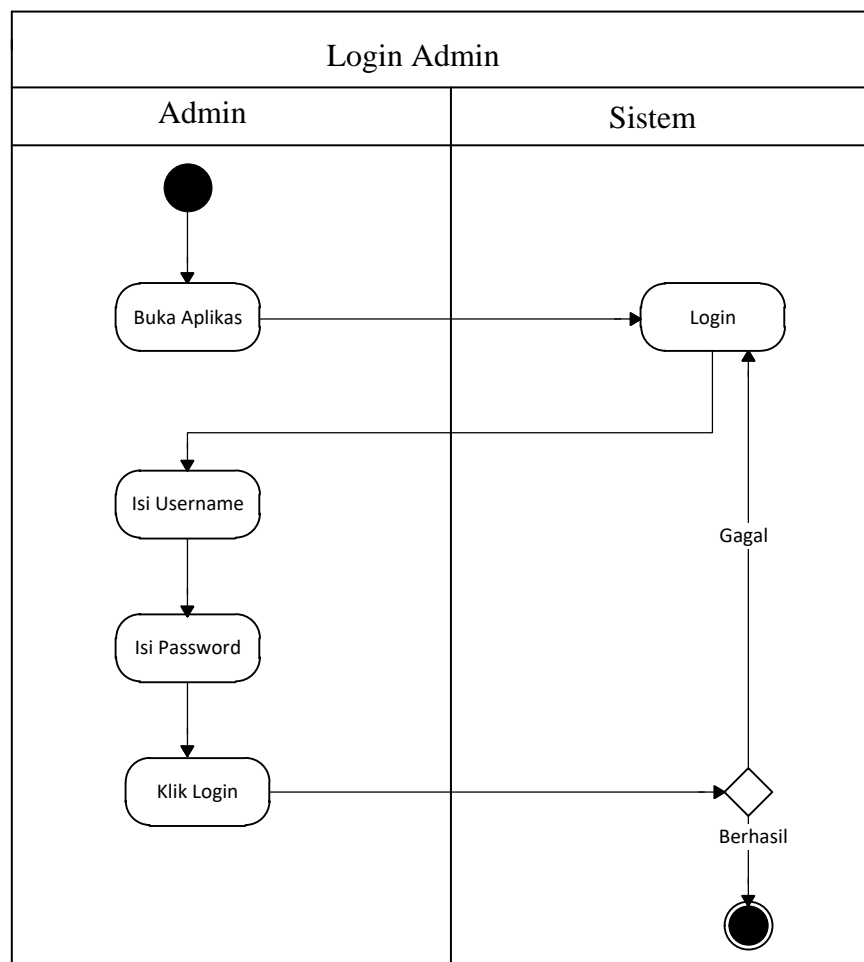 Login Admin
Admin
Sistem
Buka Aplikas
Login
Isi Username
Gagal
Isi Password
Klik Login
Berhasil